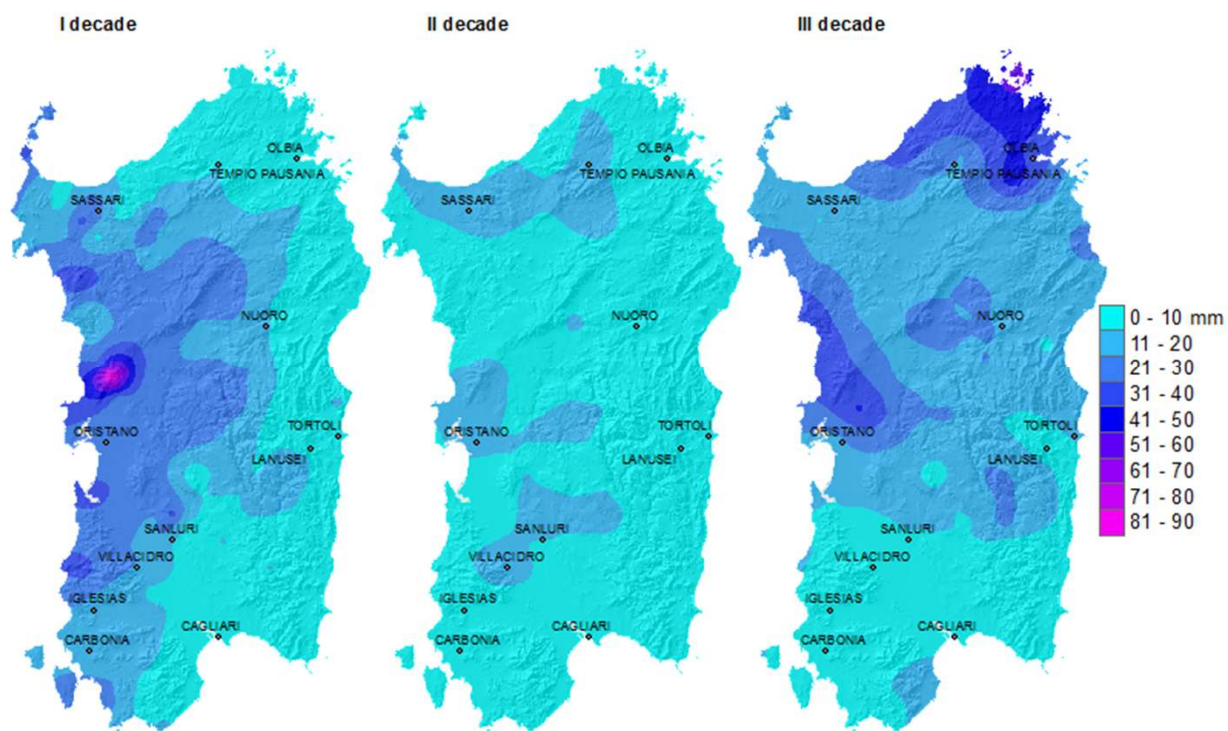 I decade
II decade
III decade
OLBIA
TEMPIO PAUSANIA
SASSARI
NUORO
ORISTANO
TORTOLI
LANUSEI
SANLURI
VILLACIDRO
IGLESIAS
CARBONIA
CAGLIARI
OLBIA
TEMPIO PAUSANIA
SASSARI
NUORO
ORISTANO
TORTOLI
LANUSEI
SANLURI
VILLACIDRO
IGLESIAS
CARBONIA
CAGLIARI
OLBIA
TEMPIO PAUSANIA
SASSARI
NUORO
ORISTANO
TORTOLI
LANUSEI
SANLURI
VILLACIDRO
IGLESIAS
CARBONIA
CAGLIARI
0 - 10 mm
11 - 20
21 - 30
31 - 40
41 - 50
51 - 60
61 - 70
71 - 80
81 - 90